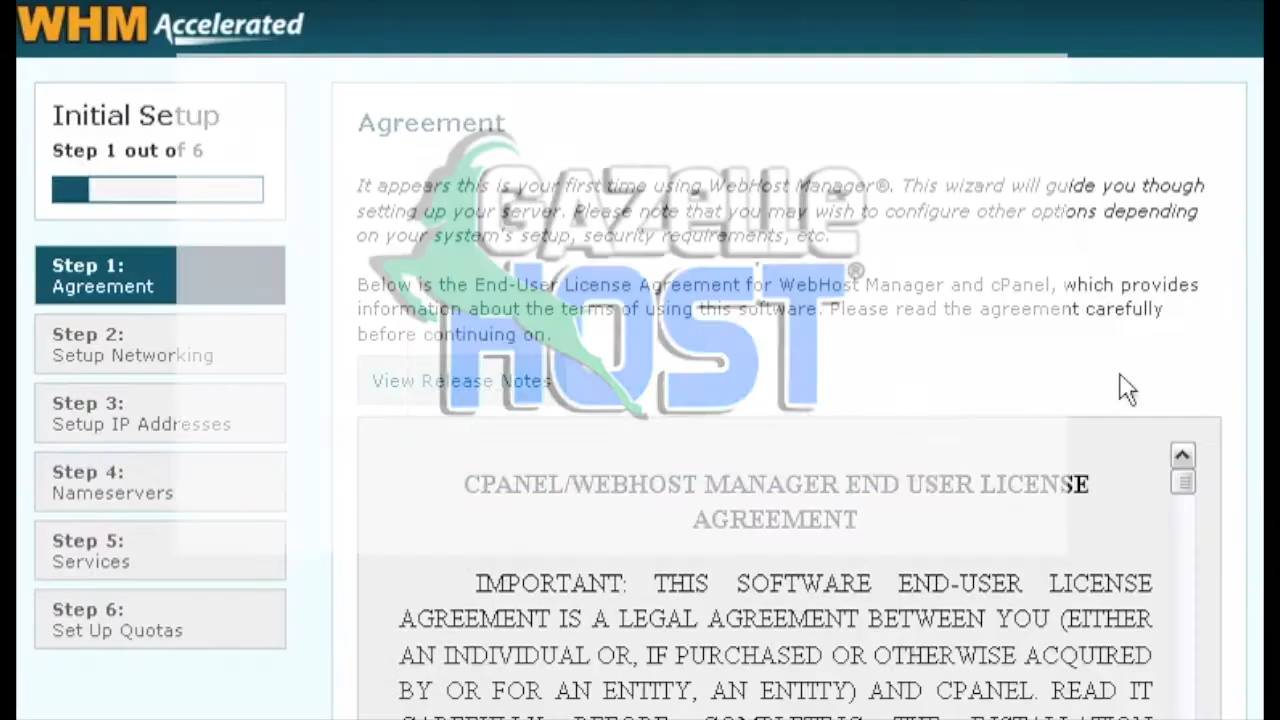 WHM Accelerated
Initial Setup
Step 1 out of 6
Step 1:
Agreement
Step 2:
Setup Networking
Step 3:
Setup IP Addresses
Step 4:
Nameservers
Step 5:
Services
Step 6:
Set Up Quotas
Agreement
It appears this is your first time using WebHost Manager®. This wizard will guide you though
setting up your server. Please note that you may wish to configure other options depending
on your system's setup, security requirements, etc.
GAZelle
HOST®
Below is the End-User License Agreement for WebHost Manager and cPanel, which provides
information about the terms of using this software. Please read the agreement carefully
before continuing on.
View Release Notes
CPANEL/WEBHOST MANAGER END USER LICENSE
AGREEMENT
IMPORTANT: THIS SOFTWARE END-USER LICENSE
AGREEMENT IS A LEGAL AGREEMENT BETWEEN YOU (EITHER
AN INDIVIDUAL OR, IF PURCHASED OR OTHERWISE ACQUIRED
BY OR FOR AN ENTITY, AN ENTITY) AND CPANEL. READ IT